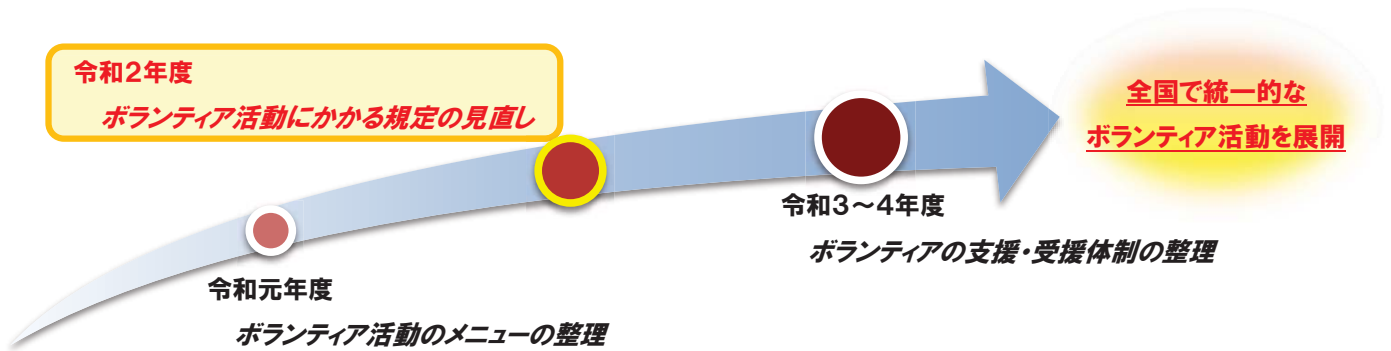 令和2年度
ボランティア活動にかかる規定の見直し
全国で統一的な
ボランティア活動を展開
令和3～4年度
ボランティアの支援・受援体制の整理
令和元年度
ボランティア活動のメニューの整理